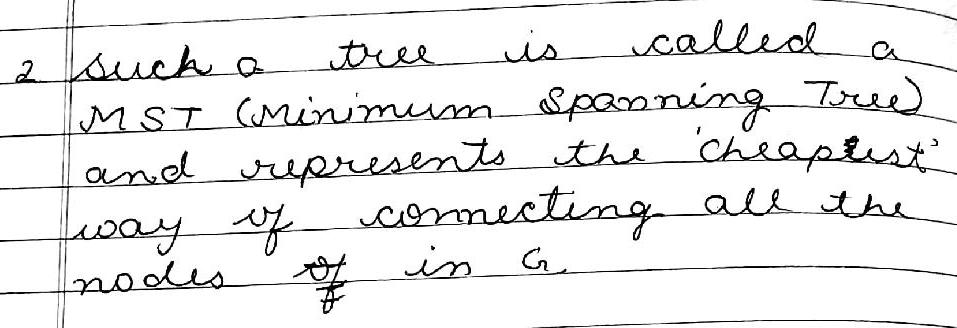 2 Such a tree is called a
MST (Minimum Spanning Tree)
and represents the 'cheapest'
way of connecting all the
nodes in G